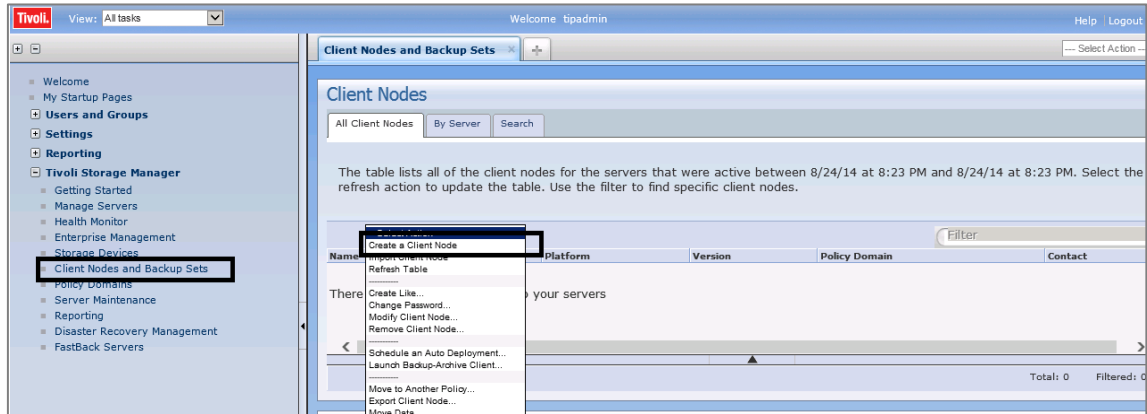 Tivoli. View: All tasks Welcome tipadmin Help Logout
Client Nodes and Backup Sets --- Select Action --
Welcome
My Startup Pages
Users and Groups
Settings
Reporting
Tivoli Storage Manager
Getting Started
Manage Servers
Health Monitor
Enterprise Management
Storage Devices
Client Nodes and Backup Sets
Policy Domains
Server Maintenance
Reporting
Disaster Recovery Management
FastBack Servers
Client Nodes
All Client Nodes By Server Search
The table lists all of the client nodes for the servers that were active between 8/24/14 at 8:23 PM and 8/24/14 at 8:23 PM. Select the
refresh action to update the table. Use the filter to find specific client nodes.
Filter
Name Platform Version Policy Domain Contact
There your servers
Select Action
Create a Client Node
Import Client Node
Refresh Table
----------
Create Like...
Change Password...
Modify Client Node...
Remove Client Node...
----------
Schedule an Auto Deployment...
Launch Backup-Archive Client...
----------
Move to Another Policy...
Export Client Node...
Move Data
Total: 0 Filtered: 0